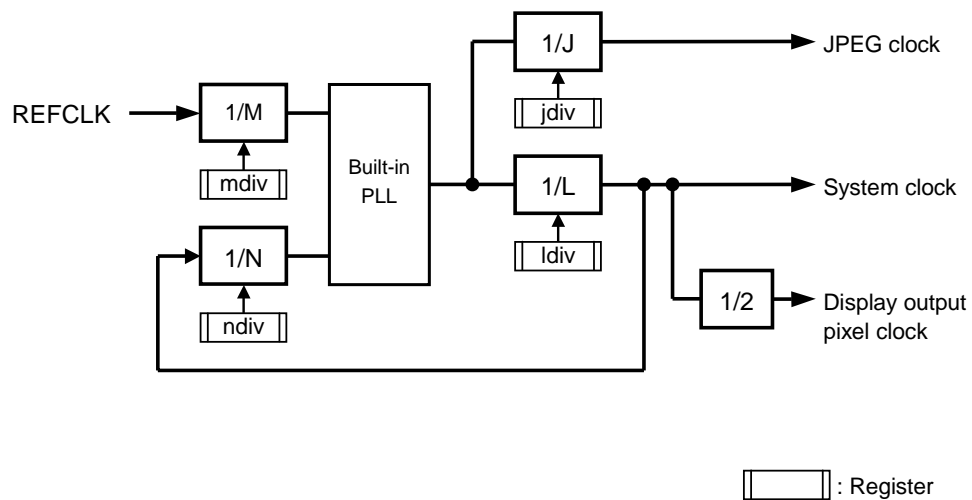 1/J
JPEG clock
jdiv
REFCLK
1/M
mdiv
Built-in
PLL
1/L
System clock
ldiv
1/N
ndiv
1/2
Display output
pixel clock
: Register